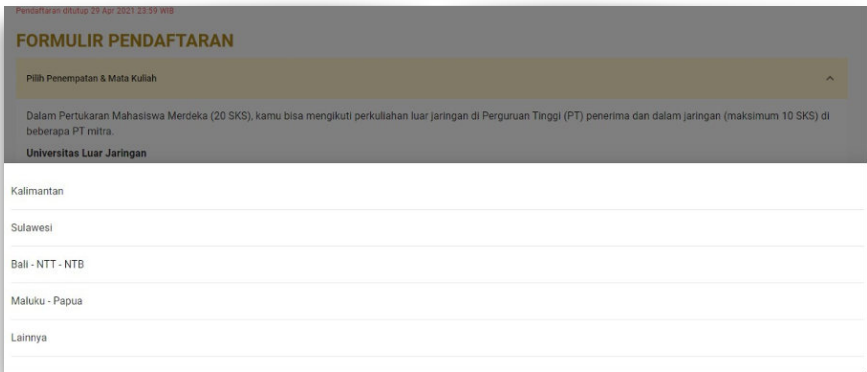 Pendaftaran ditutup 29 Apr 2021 23:59 WIB
FORMULIR PENDAFTARAN
Pilih Penempatan & Mata Kuliah
Dalam Pertukaran Mahasiswa Merdeka (20 SKS), kamu bisa mengikuti perkuliahan luar jaringan di Perguruan Tinggi (PT) penerima dan dalam jaringan (maksimum 10 SKS) di
beberapa PT mitra.
Universitas Luar Jaringan
Kalimantan
Sulawesi
Bali - NTT - NTB
Maluku - Papua
Lainnya